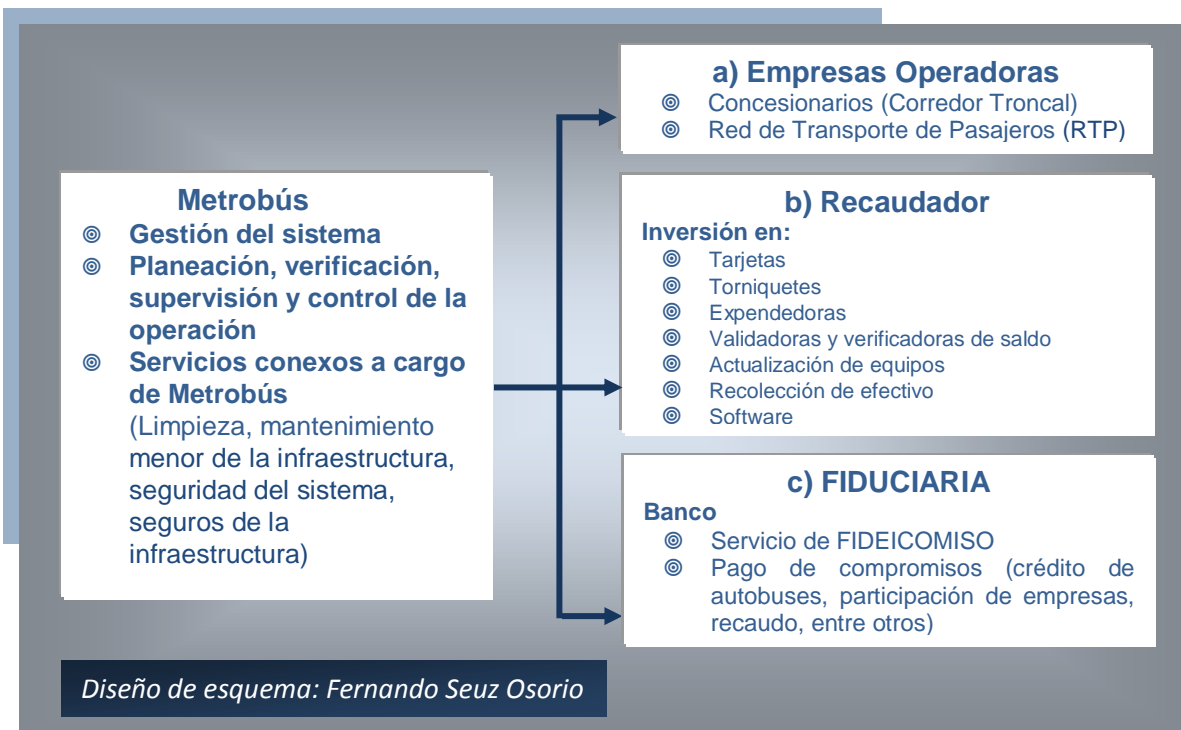 Metrobús
⦾ Gestión del sistema
⦾ Planeación, verificación,
supervisión y control de la
operación
⦾ Servicios conexos a cargo
de Metrobús
(Limpieza, mantenimiento
menor de la infraestructura,
seguridad del sistema,
seguros de la
infraestructura)
a) Empresas Operadoras
⦾ Concesionarios (Corredor Troncal)
⦾ Red de Transporte de Pasajeros (RTP)
b) Recaudador
Inversión en:
⦾ Tarjetas
⦾ Torniquetes
⦾ Expendedoras
⦾ Validadoras y verificadoras de saldo
⦾ Actualización de equipos
⦾ Recolección de efectivo
⦾ Software
c) FIDUCIARIA
Banco
⦾ Servicio de FIDEICOMISO
⦾ Pago de compromisos (crédito de
autobuses, participación de empresas,
recaudo, entre otros)
Diseño de esquema: Fernando Seuz Osorio